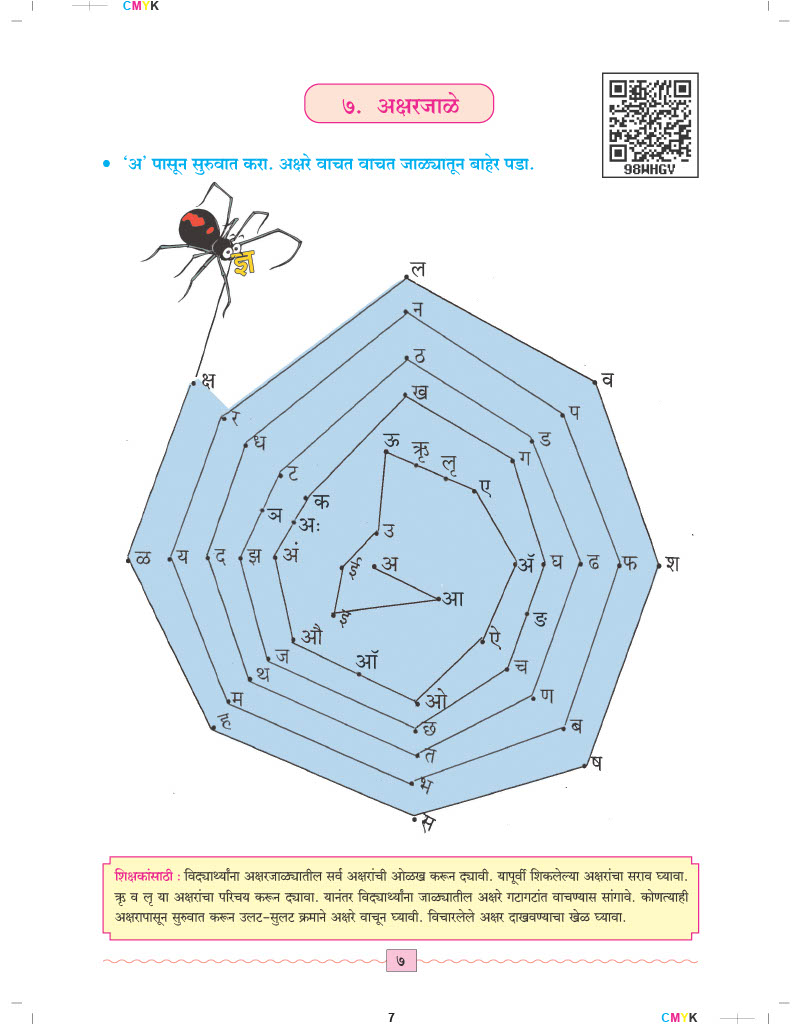 CMYK
७. अक्षरजाळे
98WHGV
• ‘अ’ पासून सुरुवात करा. अक्षरे वाचत वाचत जाळ्यातून बाहेर पडा.
ज्ञ
ल
न
ठ
ख
क्ष
व
र
प
ध
ड
ऊ
ऋ
लृ
ग
ट
ए
क
ञ
अः
उ
ळ
य
द
झ
अं
ई
अ
ॲ
घ
ढ
फ
श
आ
इ
ङ
औ
ऐ
ज
ऑ
च
थ
म
ओ
ण
ह
छ
ब
त
ष
भ
स
शिक्षकांसाठी : विद्यार्थ्यांना अक्षरजाळ्यातील सर्व अक्षरांची ओळख करून द्यावी. यापूर्वी शिकलेल्या अक्षरांचा सराव घ्यावा.
ऋ व लृ या अक्षरांचा परिचय करून द्यावा. यानंतर विद्यार्थ्यांना जाळ्यातील अक्षरे गटागटांत वाचण्यास सांगावे. कोणत्याही
अक्षरापासून सुरुवात करून उलट-सुलट क्रमाने अक्षरे वाचून घ्यावी. विचारलेले अक्षर दाखवण्याचा खेळ घ्यावा.
७
7
CMYK